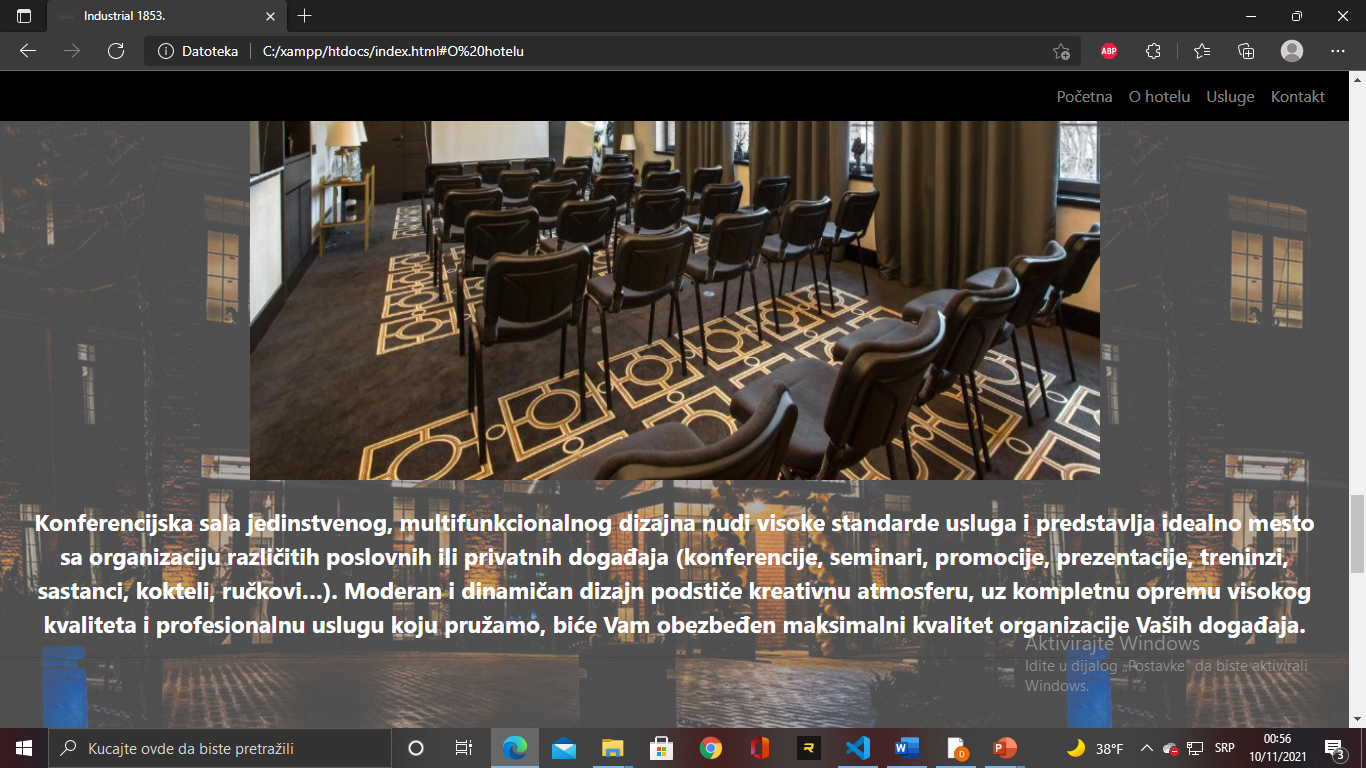 Industrial 1853.
Datoteka
C:/xampp/htdocs/index.html#O%20hotelu
ABP
Početna O hotelu Usluge Kontakt
Konferencijska sala jedinstvenog, multifunkcionalnog dizajna nudi visoke standarde usluga i predstavlja idealno mesto
sa organizaciju različitih poslovnih ili privatnih događaja (konferencije, seminari, promocije, prezentacije, treninzi,
sastanci, kokteli, ručkovi...). Moderan i dinamičan dizajn podstiče kreativnu atmosferu, uz kompletnu opremu visokog
kvaliteta i profesionalnu uslugu koju pružamo, biće Vam obezbeđen maksimalni kvalitet organizacije Vaših događaja.
Aktivirajte Windows
Idite u dijalog „Postavke“ da biste aktivirali
Windows.
Kucajte ovde da biste pretražili
38°F
SRP
00:56
10/11/2021
3